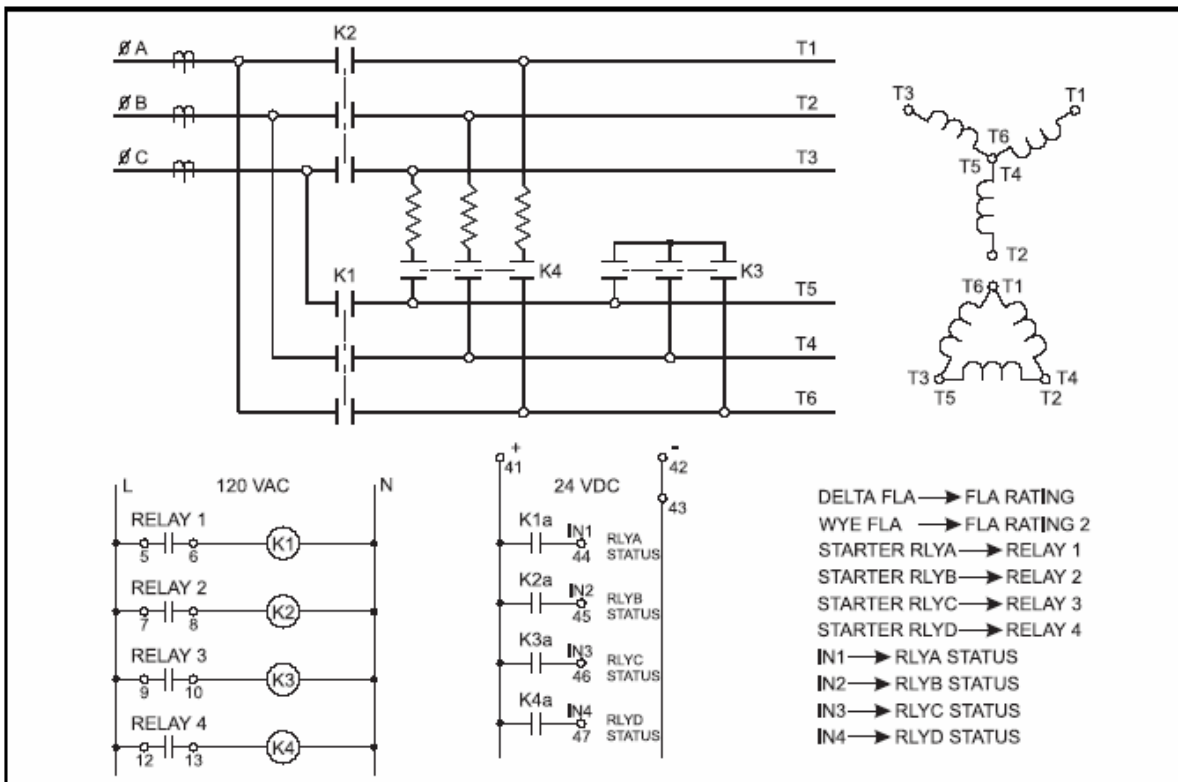 Ø A
K2
T1
Ø B
T2
Ø C
T3
K1
K4
K3
T5
T4
T6
T3
T1
T6
T5
T4
T2
T6
T1
T3
T4
T5
T2
L
120 VAC
N
RELAY 1
5
6
K1
RELAY 2
7
8
K2
RELAY 3
9
10
K3
RELAY 4
12
13
K4
+
41
24 VDC
-
42
43
K1a
IN1
44
RLYA
STATUS
K2a
IN2
45
RLYB
STATUS
K3a
IN3
46
RLYC
STATUS
K4a
IN4
47
RLYD
STATUS
DELTA FLA → FLA RATING
WYE FLA → FLA RATING 2
STARTER RLYA → RELAY 1
STARTER RLYB → RELAY 2
STARTER RLYC → RELAY 3
STARTER RLYD → RELAY 4
IN1 → RLYA STATUS
IN2 → RLYB STATUS
IN3 → RLYC STATUS
IN4 → RLYD STATUS